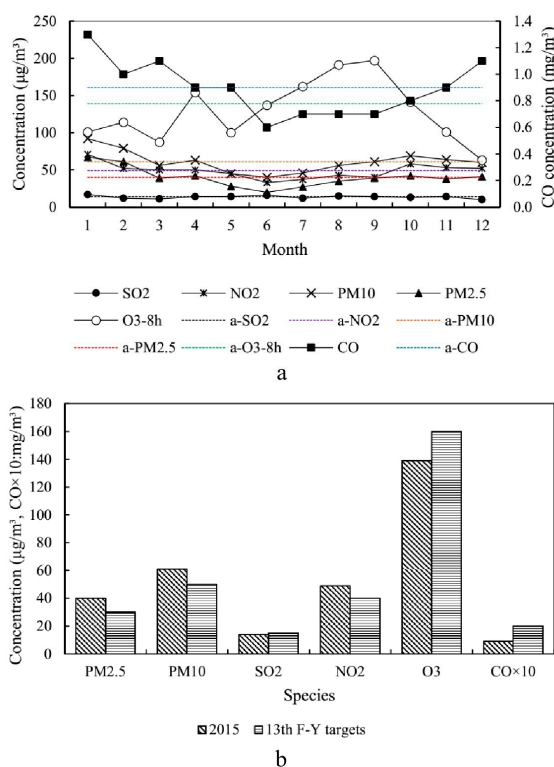 Concentration (μg/m³)
250
200
150
100
50
0
1.4
1.2
1.0
0.8
0.6
0.4
0.2
0.0
CO concentration (mg/m³)
1 2 3 4 5 6 7 8 9 10 11 12
Month
SO2 NO2 PM10 PM2.5
O3-8h a-SO2 a-NO2 a-PM10
a-PM2.5 a-O3-8h CO a-CO
a
Concentration (μg/m³, CO×10:mg/m³)
180
160
140
120
100
80
60
40
20
0
PM2.5 PM10 SO2 NO2 O3 CO×10
Species
2015 13th F-Y targets
b